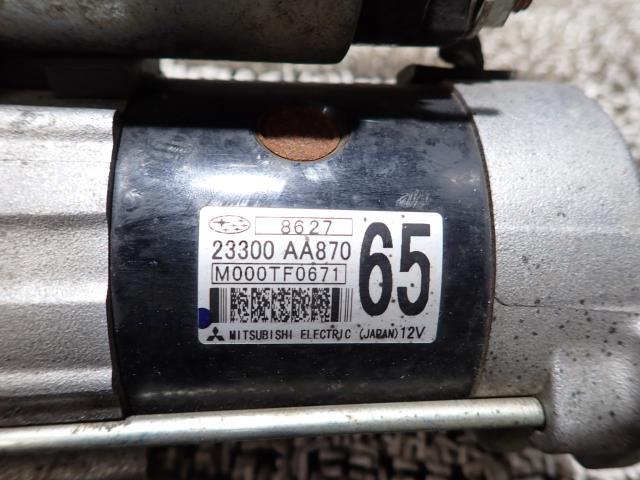 8627
23300 AA870
M000TF0671
65
MITSUBISHI ELECTRIC (JAPAN) 12V